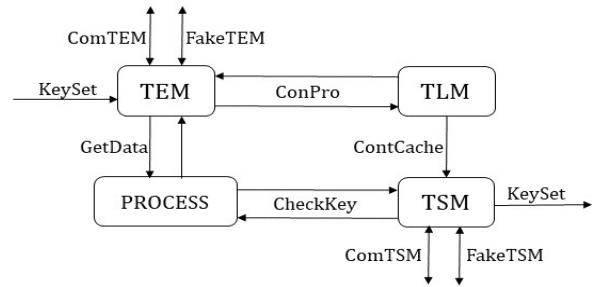 ComTEM FakeTEM
KeySet TEM ConPro TLM
GetData ContCache
PROCESS CheckKey TSM KeySet
ComTSM FakeTSM